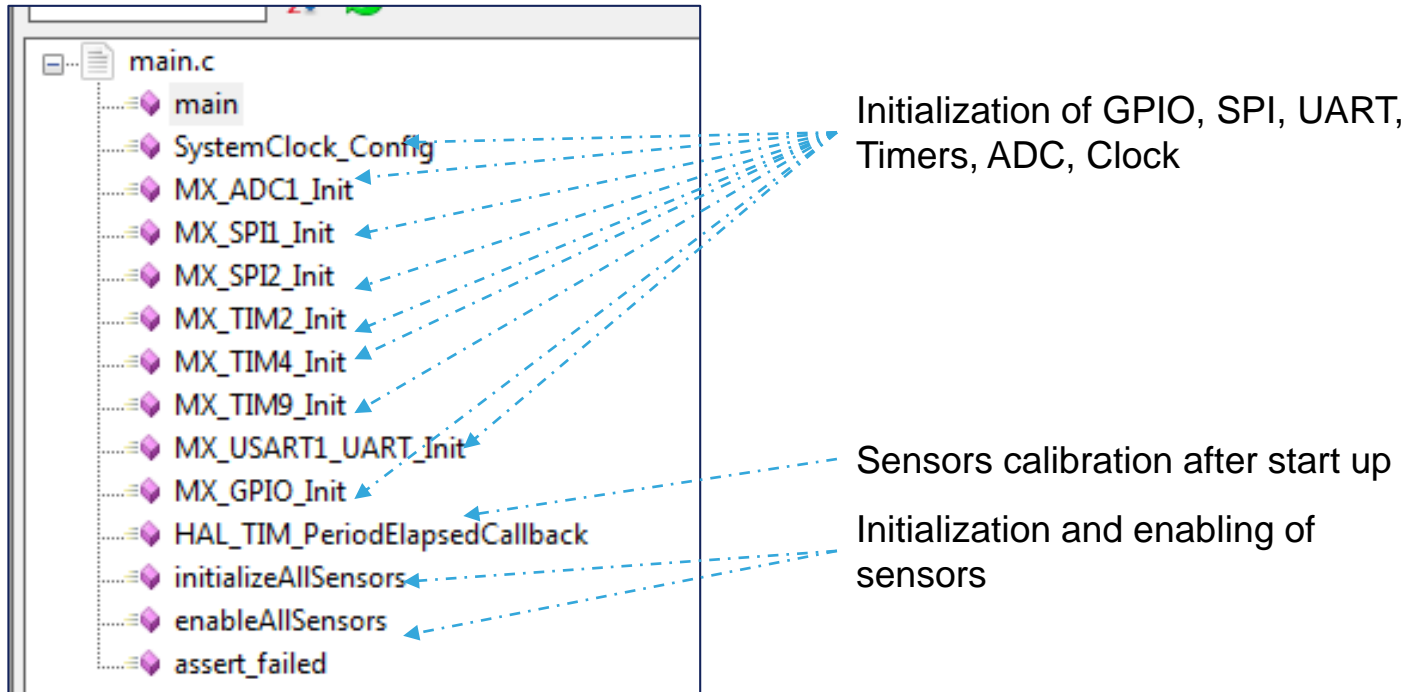 main.c
main
SystemClock_Config
MX_ADC1_Init
MX_SPI1_Init
MX_SPI2_Init
MX_TIM2_Init
MX_TIM4_Init
MX_TIM9_Init
MX_USART1_UART_Init
MX_GPIO_Init
HAL_TIM_PeriodElapsedCallback
initializeAllSensors
enableAllSensors
assert_failed
Initialization of GPIO, SPI, UART,
Timers, ADC, Clock
Sensors calibration after start up
Initialization and enabling of
sensors